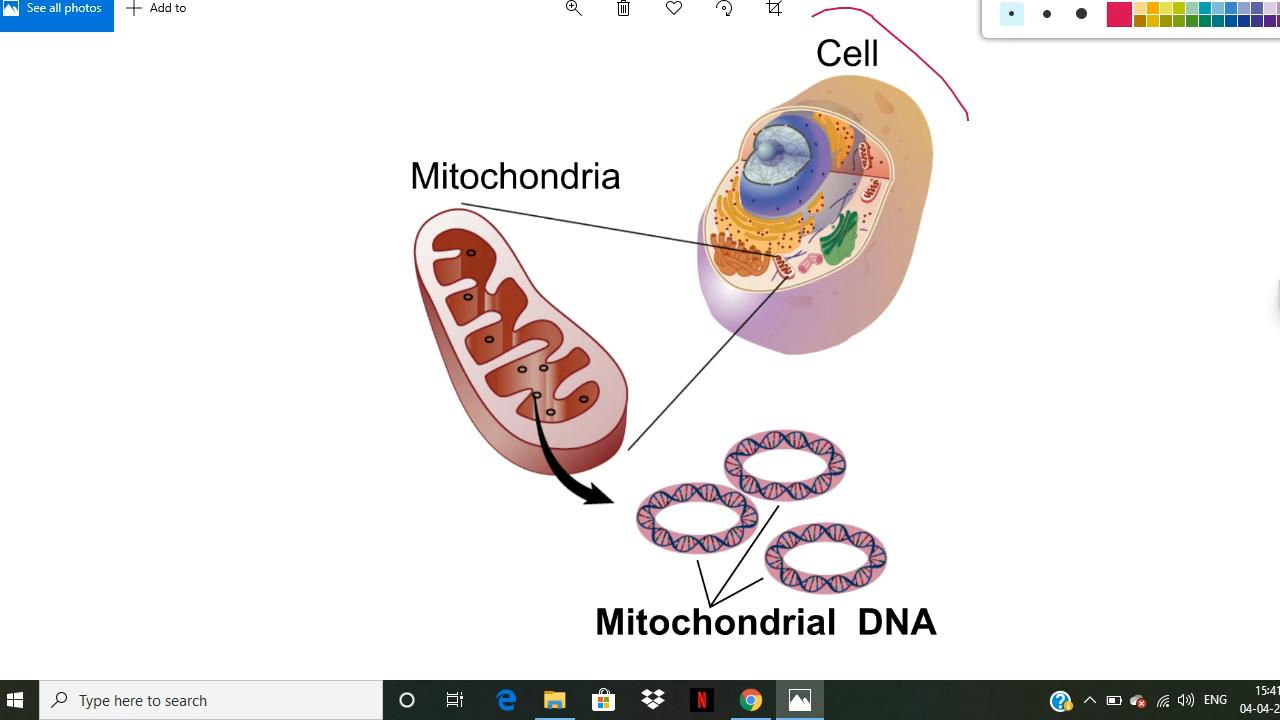 See all photos
Add to
Cell
Mitochondria
Mitochondrial DNA
Type here to search
N
ENG
15:41
04-04-2